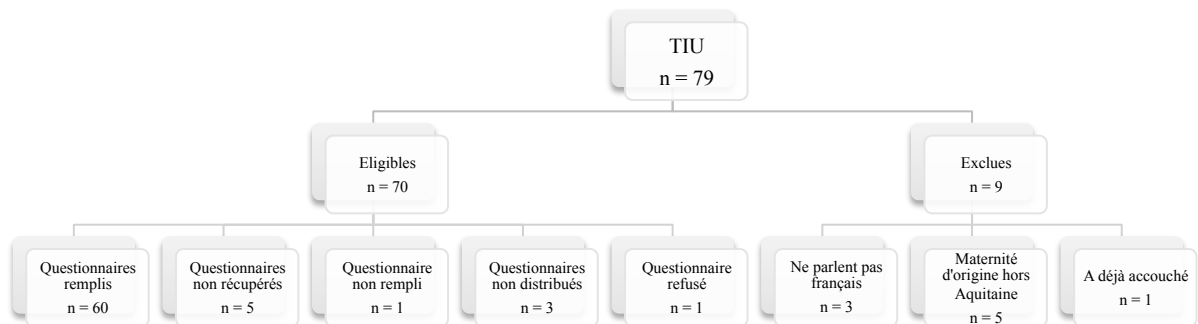 TIU
n = 79
Eligibles
n = 70
Exclues
n = 9
Questionnaires
remplis
n = 60
Questionnaires
non récupérés
n = 5
Questionnaire
non rempli
n = 1
Questionnaires
non distribués
n = 3
Questionnaire
refusé
n = 1
Ne parlent pas
français
n = 3
Maternité
d'origine hors
Aquitaine
n = 5
A déjà accouché
n = 1